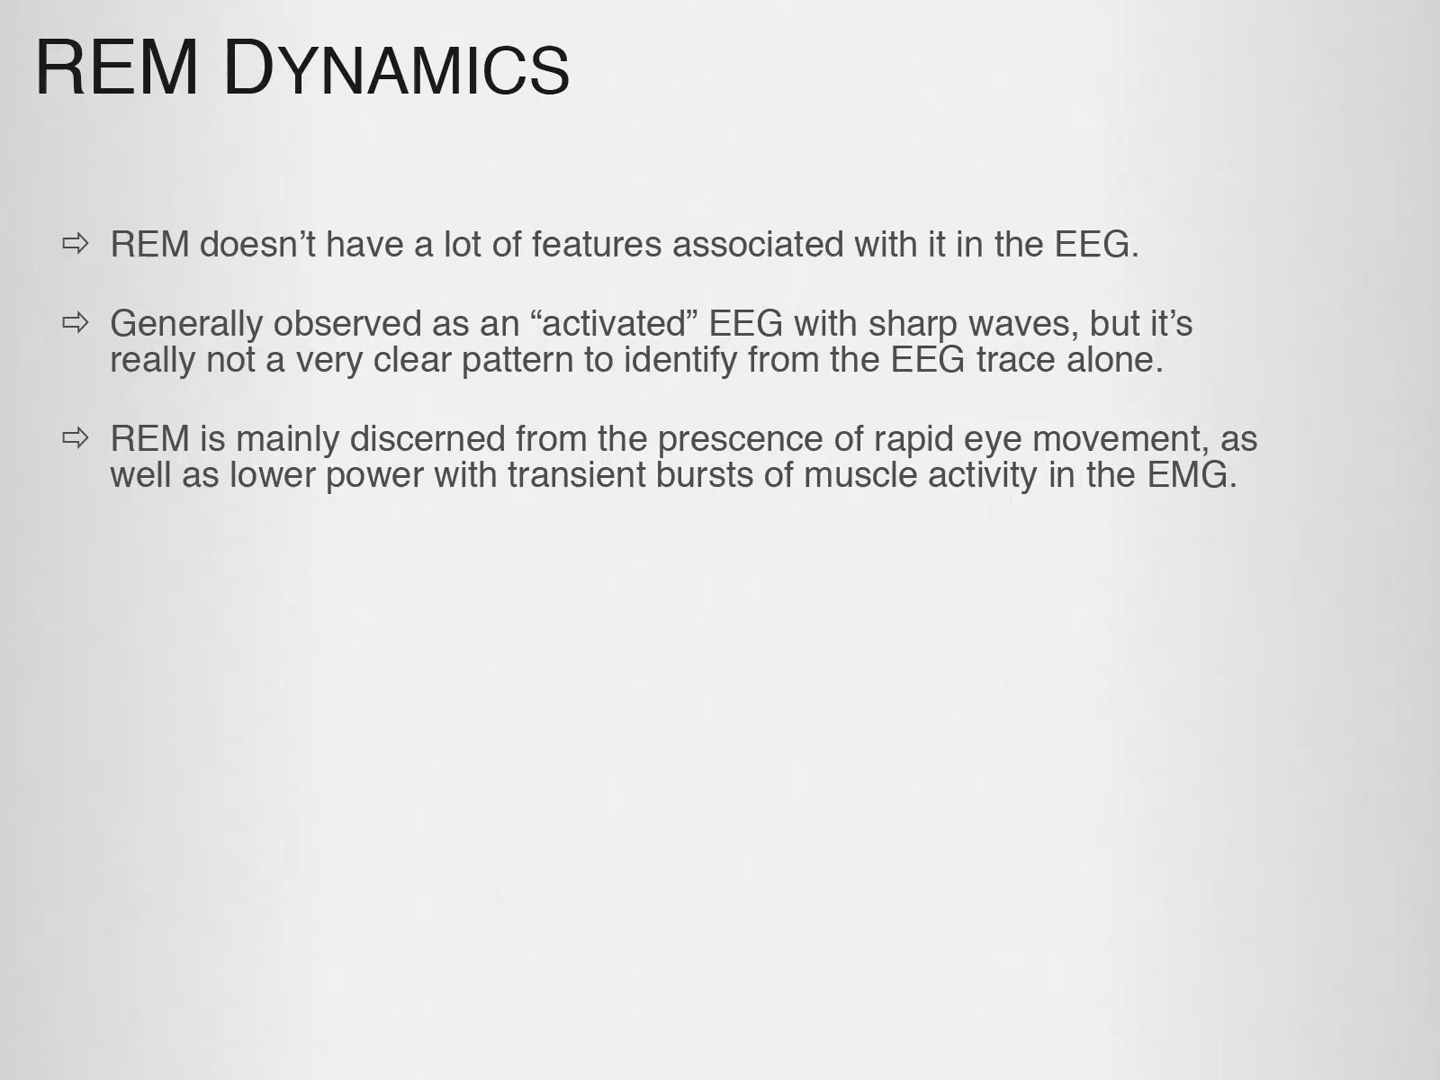 REM DYNAMICS
⇨ REM doesn’t have a lot of features associated with it in the EEG.
⇨ Generally observed as an “activated” EEG with sharp waves, but it’s
really not a very clear pattern to identify from the EEG trace alone.
⇨ REM is mainly discerned from the prescence of rapid eye movement, as
well as lower power with transient bursts of muscle activity in the EMG.